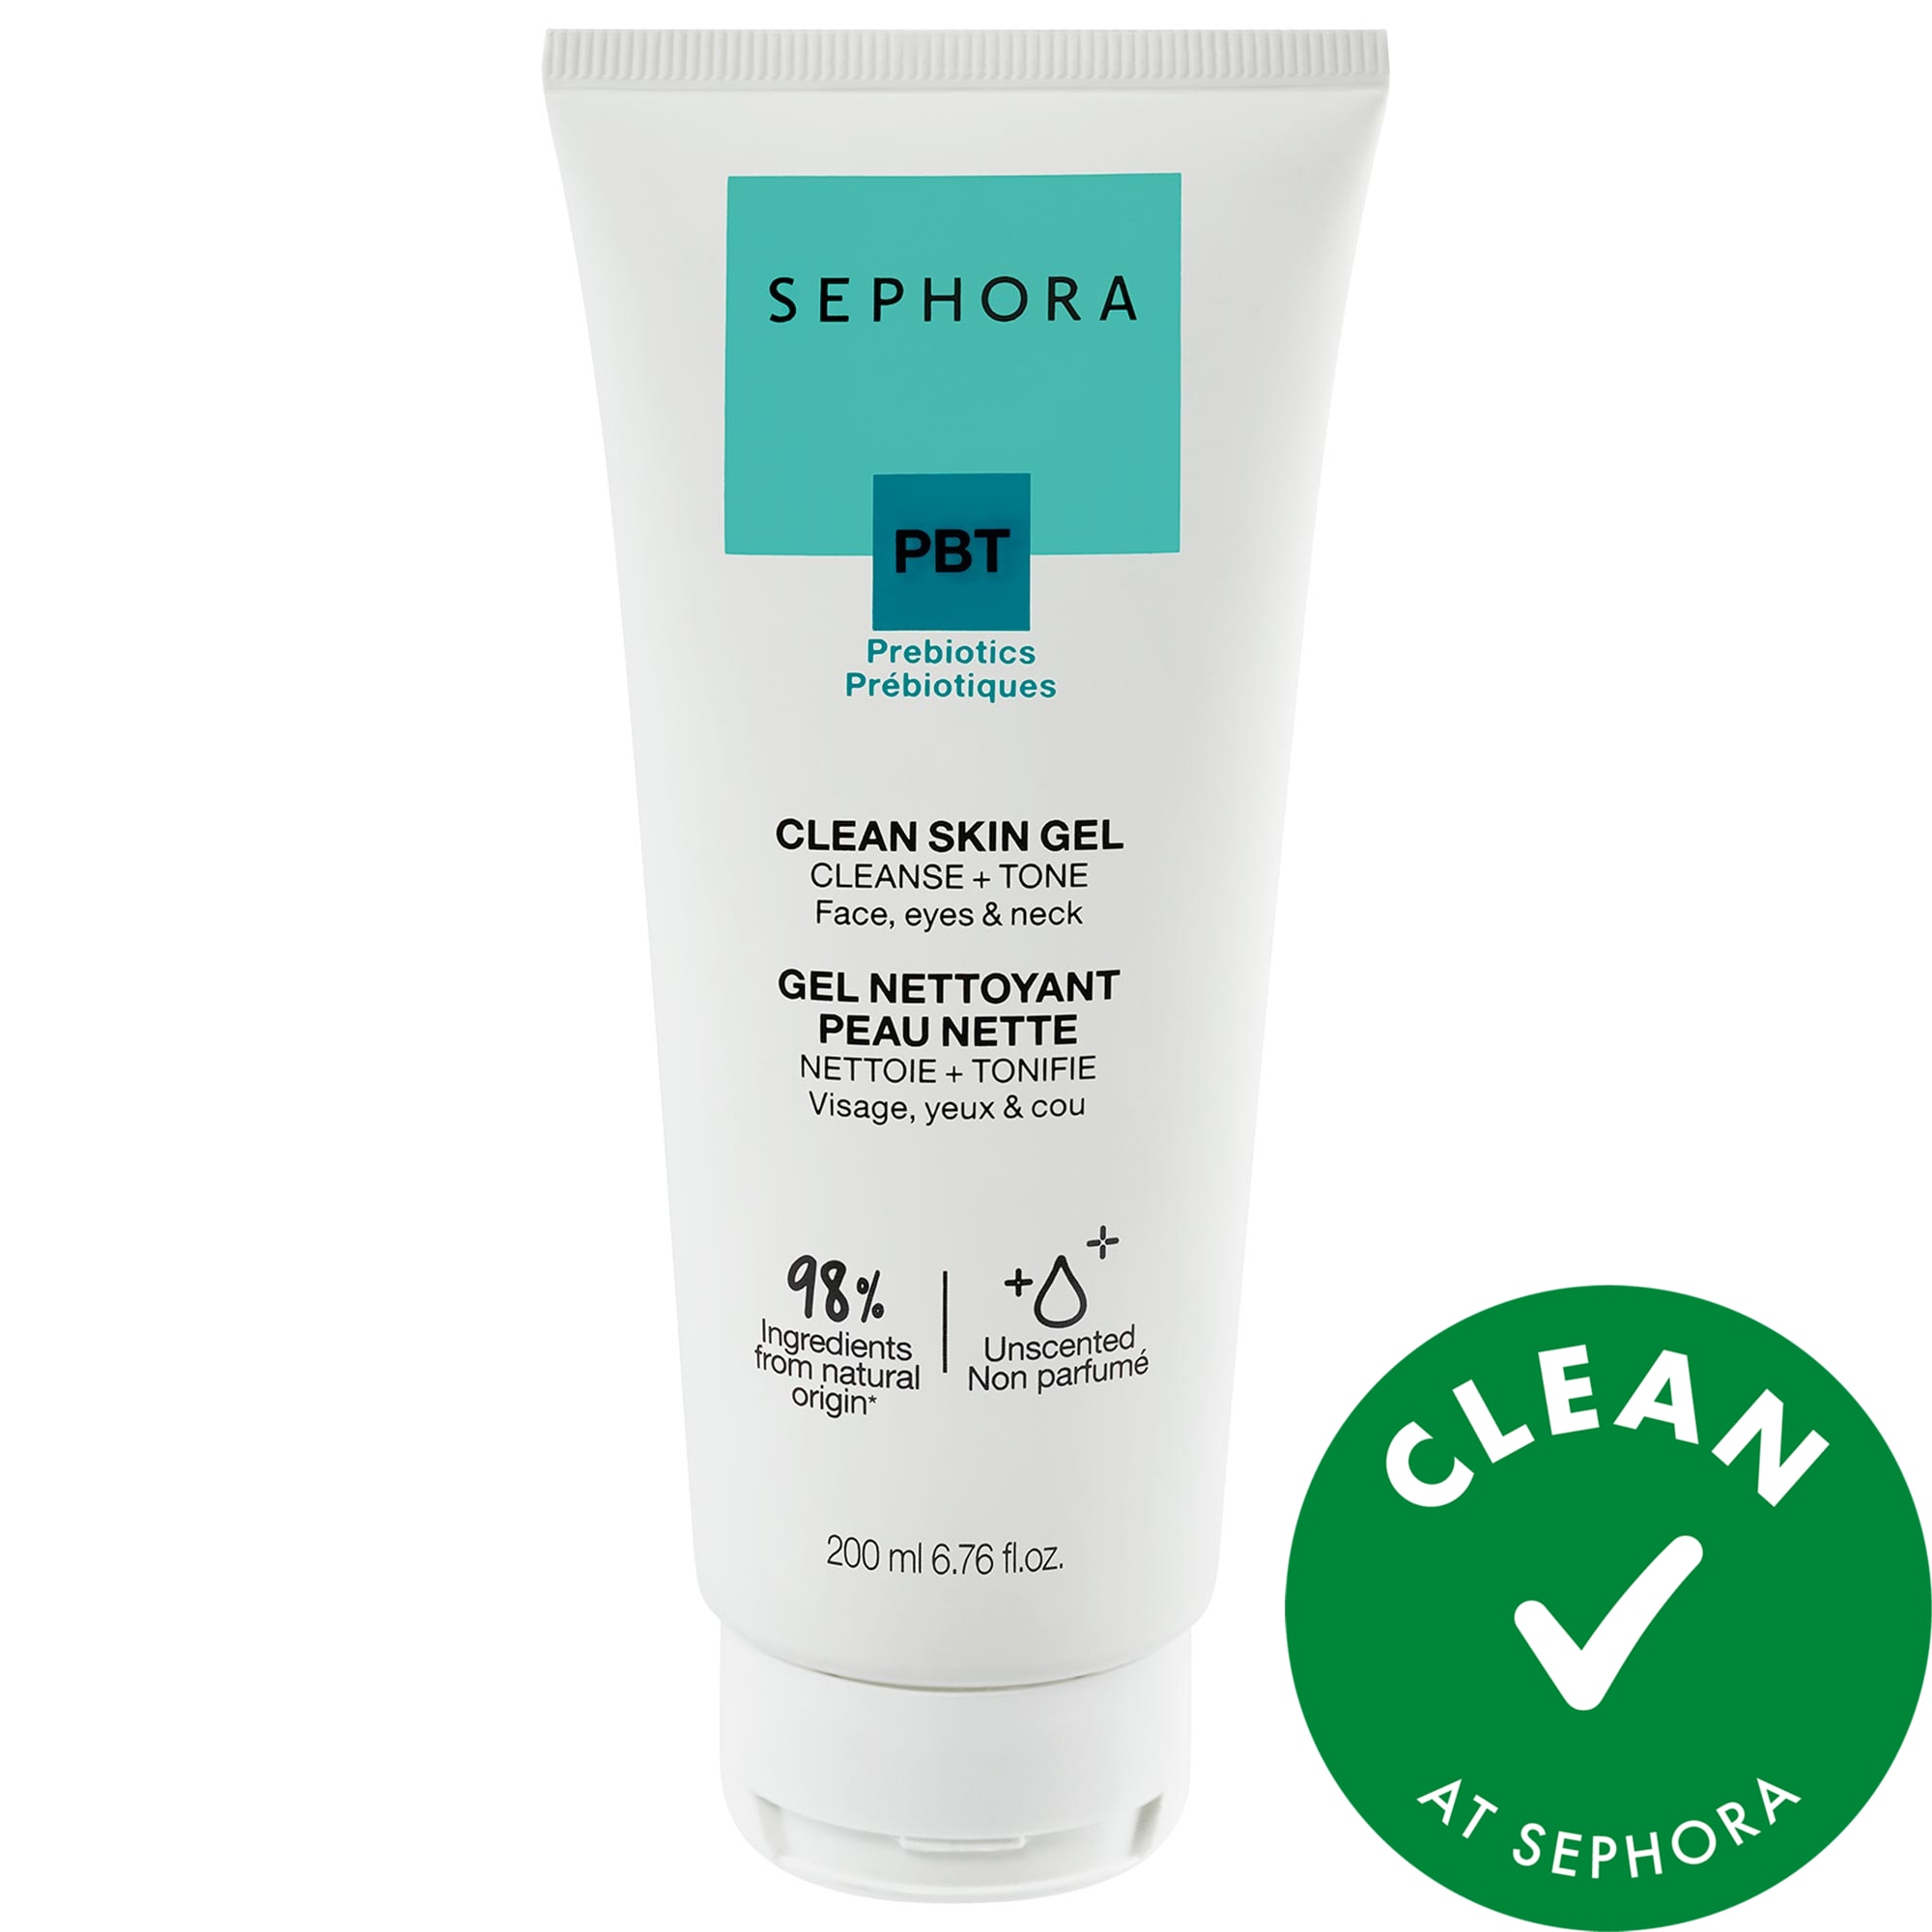 SEPHORA
PBT
Prebiotics
Prébiotiques
CLEAN SKIN GEL
CLEANSE + TONE
Face, eyes & neck
GEL NETTOYANT
PEAU NETTE
NETTOIE + TONIFIE
Visage, yeux & cou
98%
Ingredients
from natural
origin*
Unscented
Non parfumé
200 ml 6.76 fl.oz.
CLEAN
AT SEPHORA